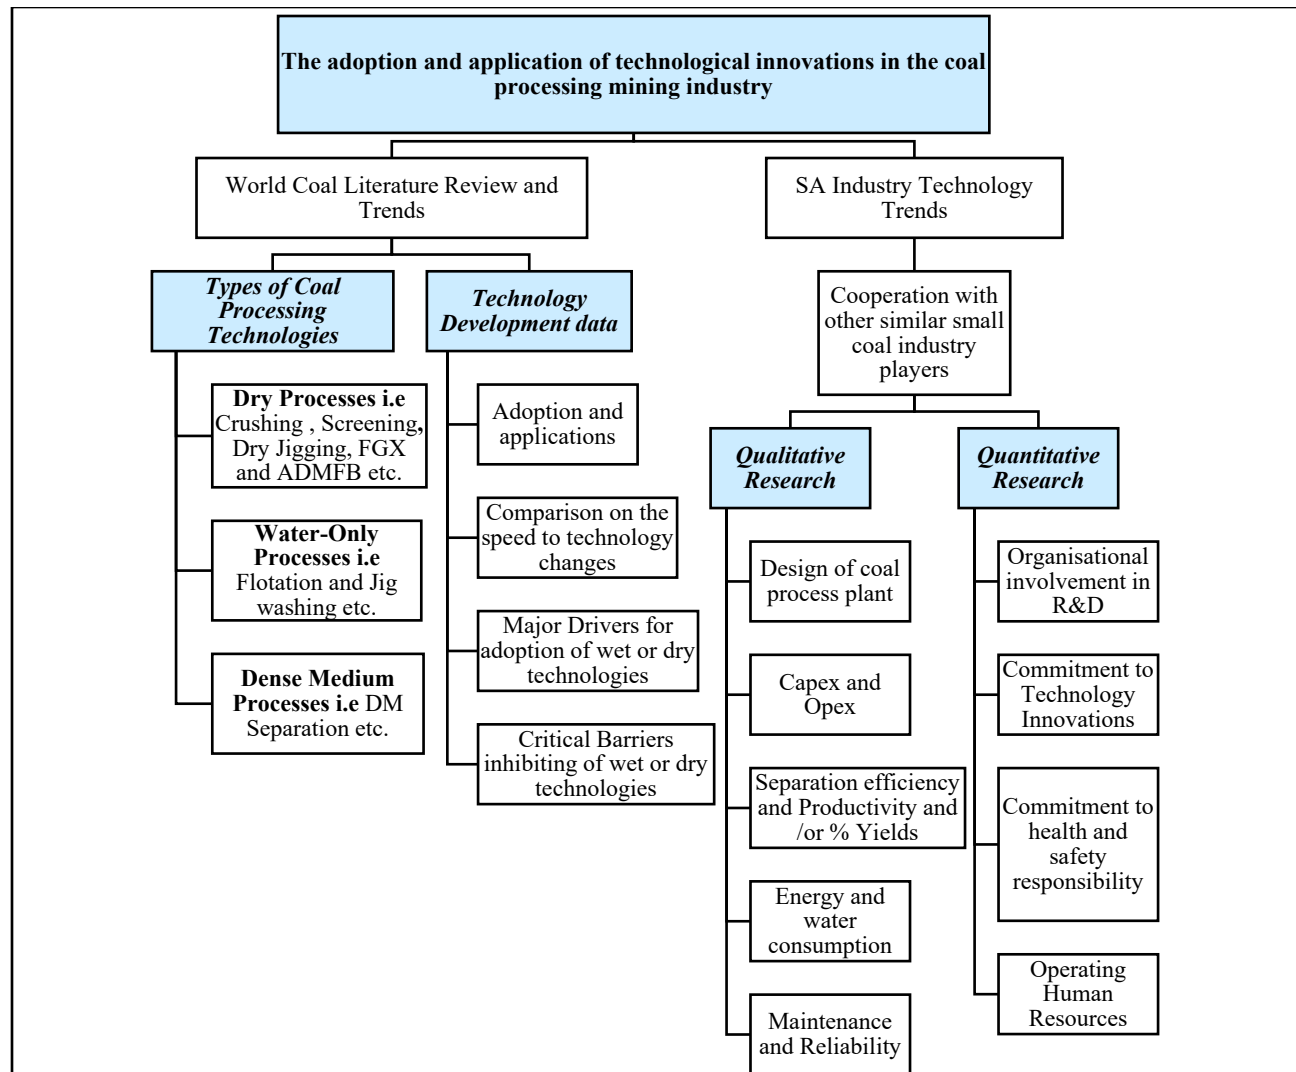 The adoption and application of technological innovations in the coal
processing mining industry
World Coal Literature Review and
Trends
SA Industry Technology
Trends
Types of Coal
Processing
Technologies
Technology
Development data
Cooperation with
other similar small
coal industry
players
Dry Processes i.e
Crushing , Screening,
Dry Jigging, FGX
and ADMFB etc.
Water-Only
Processes i.e
Flotation and Jig
washing etc.
Dense Medium
Processes i.e DM
Separation etc.
Adoption and
applications
Comparison on the
speed to technology
changes
Major Drivers for
adoption of wet or dry
technologies
Critical Barriers
inhibiting of wet or dry
technologies
Qualitative
Research
Quantitative
Research
Design of coal
process plant
Capex and
Opex
Separation efficiency
and Productivity and
/or % Yields
Energy and
water
consumption
Maintenance
and Reliability
Organisational
involvement in
R&D
Commitment to
Technology
Innovations
Commitment to
health and
safety
responsibility
Operating
Human
Resources